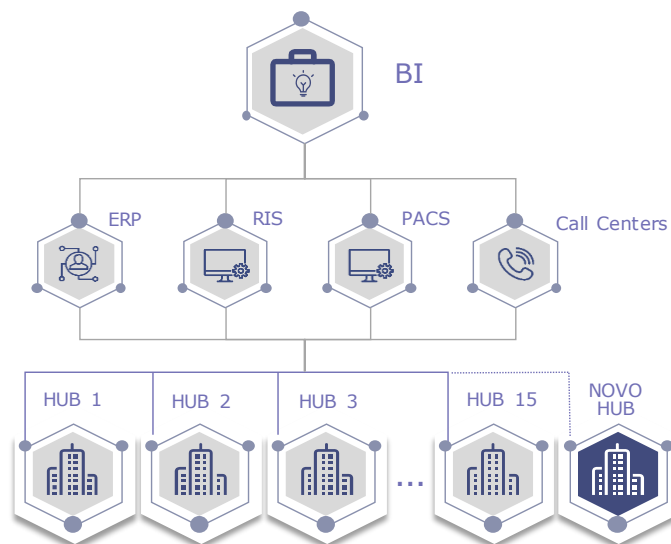 BI
ERP
RIS
PACS
Call Centers
HUB 1
HUB 2
HUB 3
...
HUB 15
NOVO
HUB